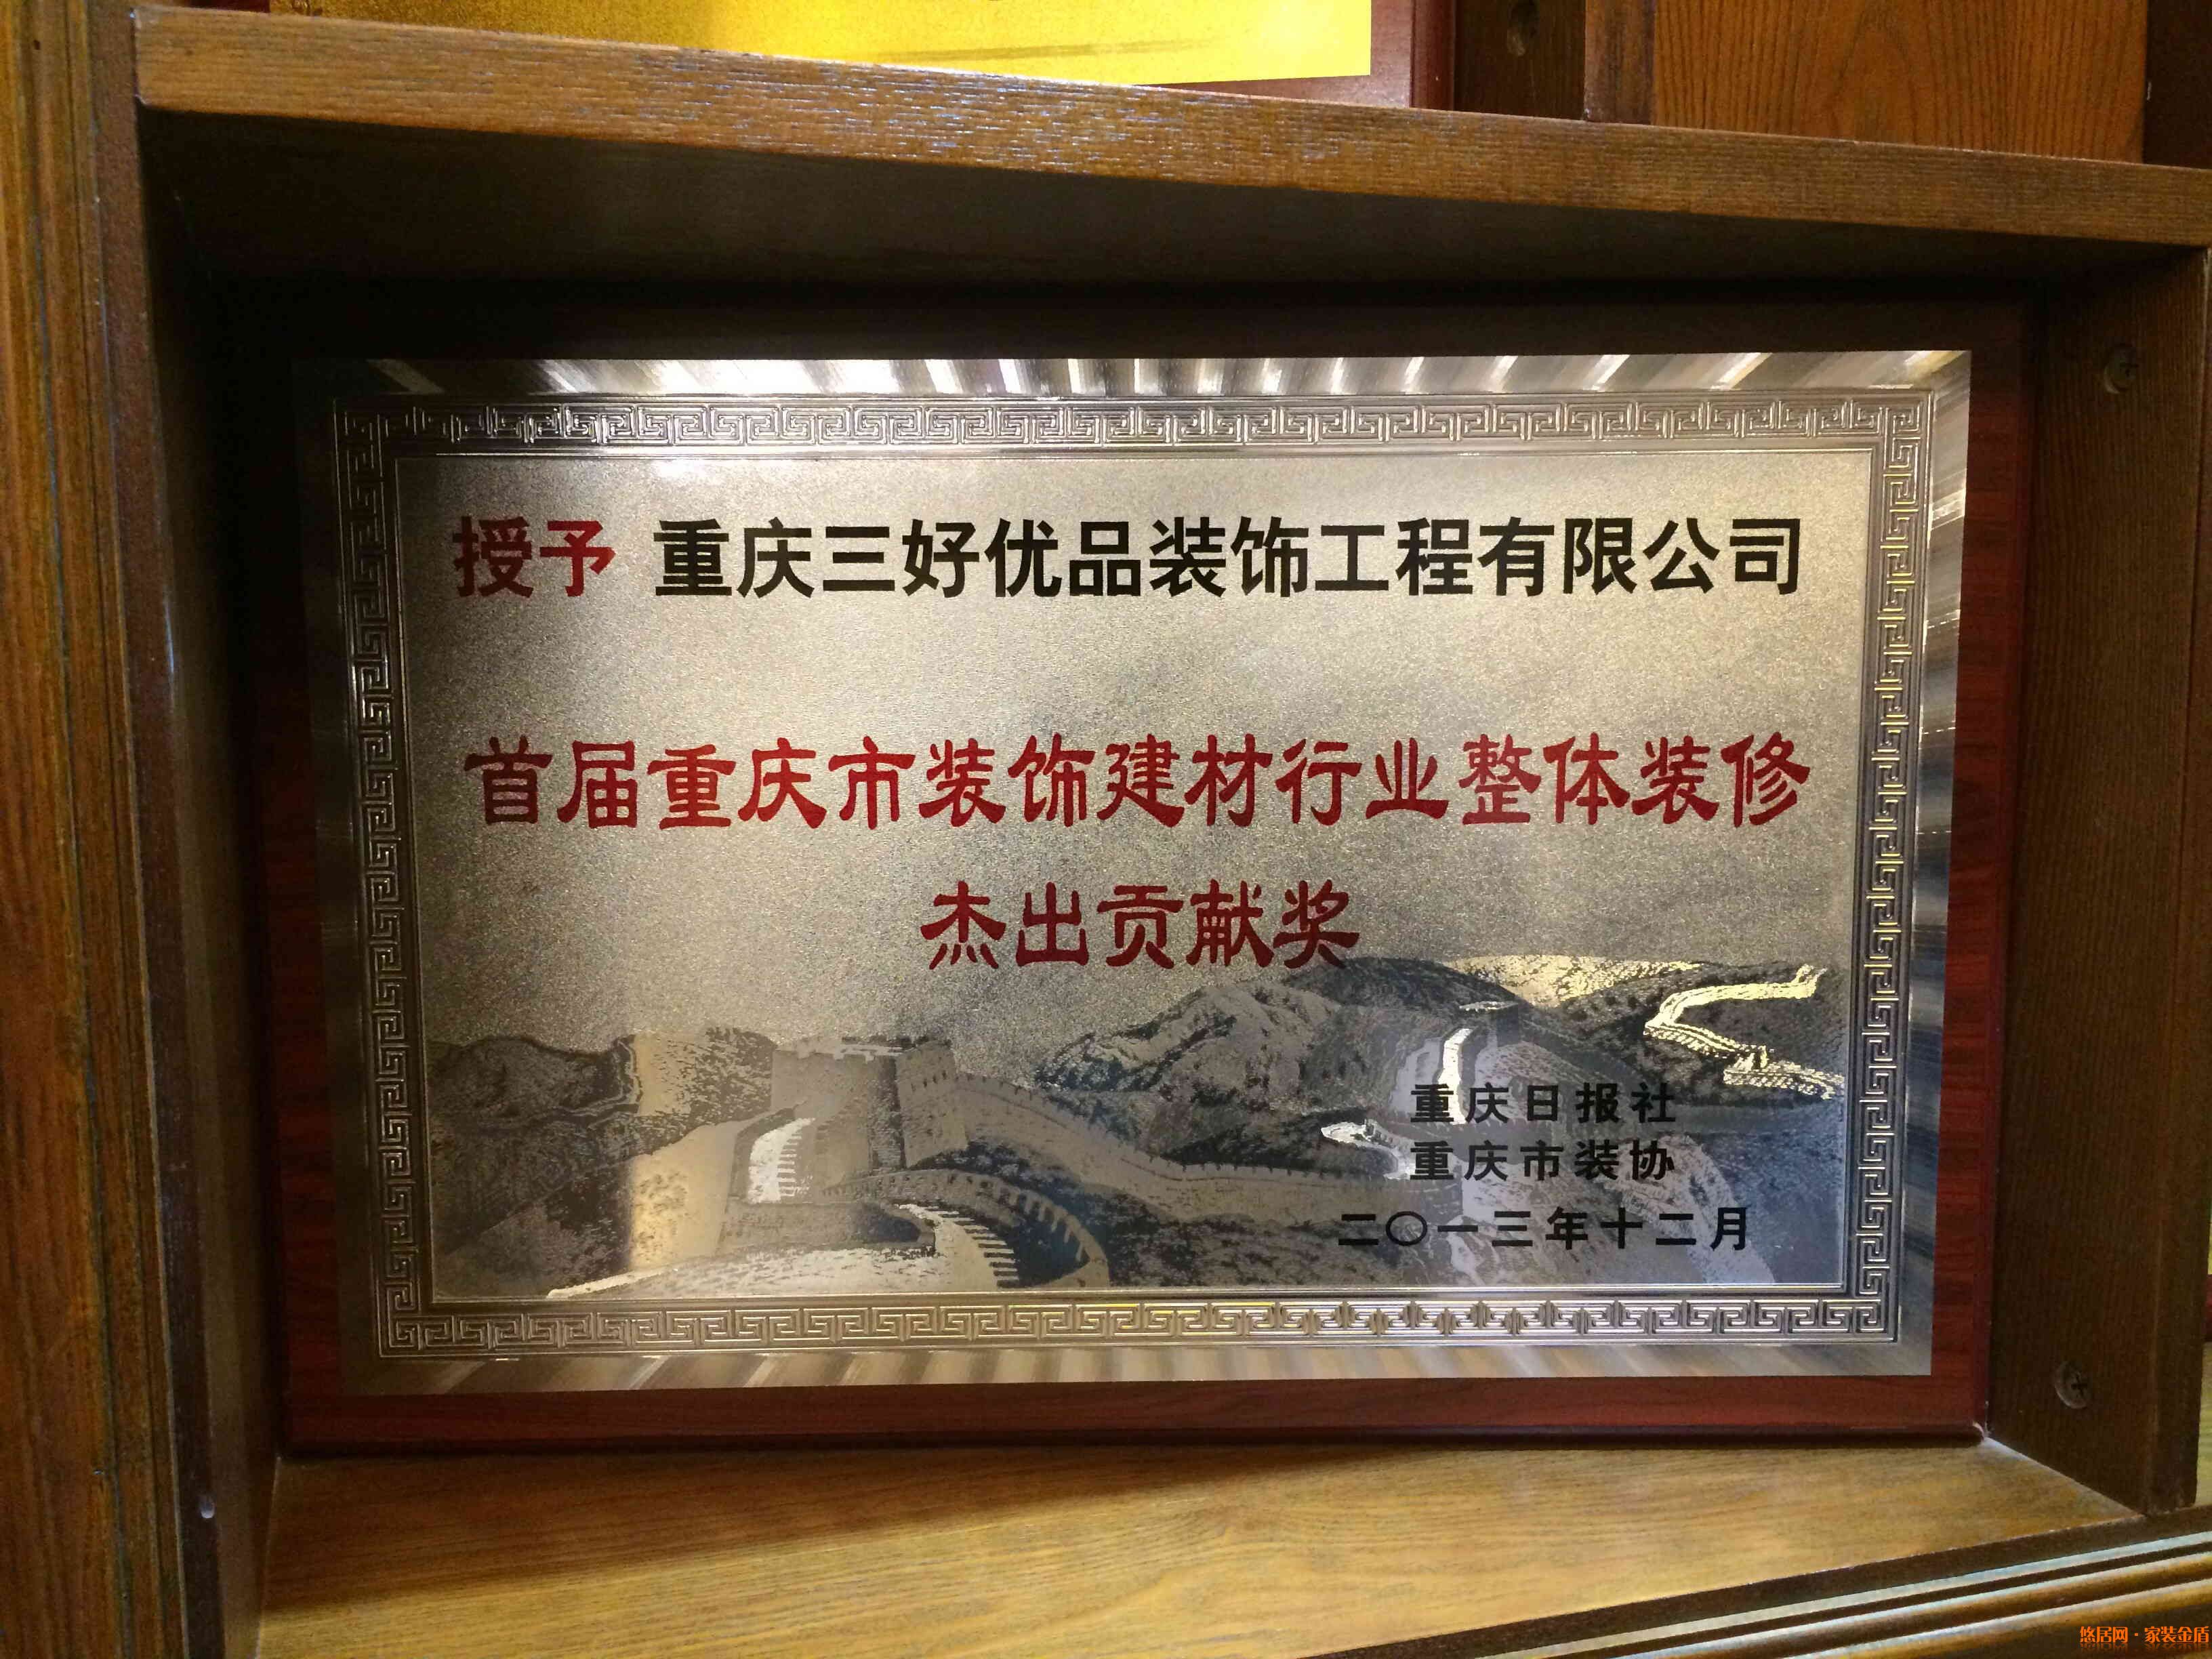 授予 重庆三好优品装饰工程有限公司
首届重庆市装饰建材行业整体装修
杰出贡献奖
重庆日报社
重庆市装协
二〇一三年十二月
悠居网·家装金盾